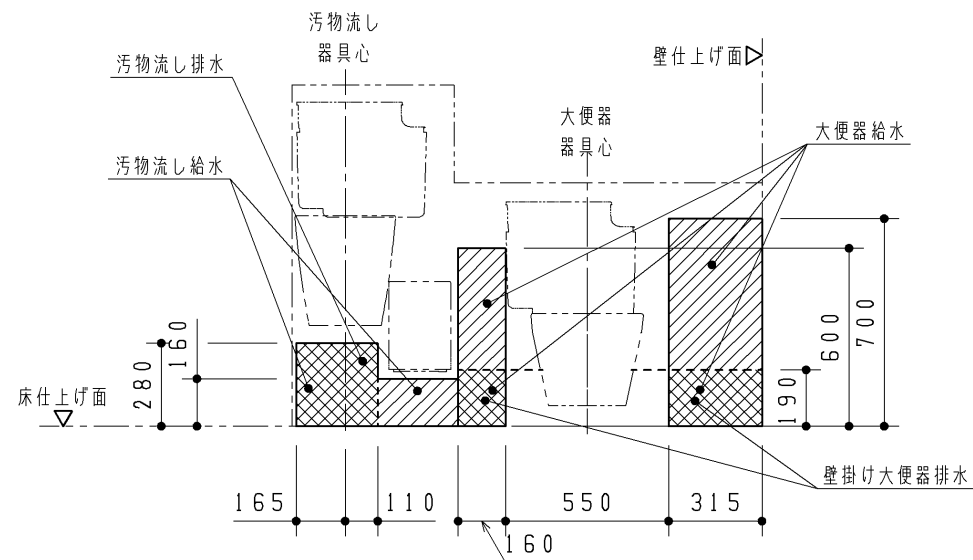 汚物流し
器具心
汚物流し排水
壁仕上げ面
大便器
器具心
大便器給水
汚物流し給水
280
160
床仕上げ面
190
600
700
壁掛け大便器排水
165
110
550
315
160